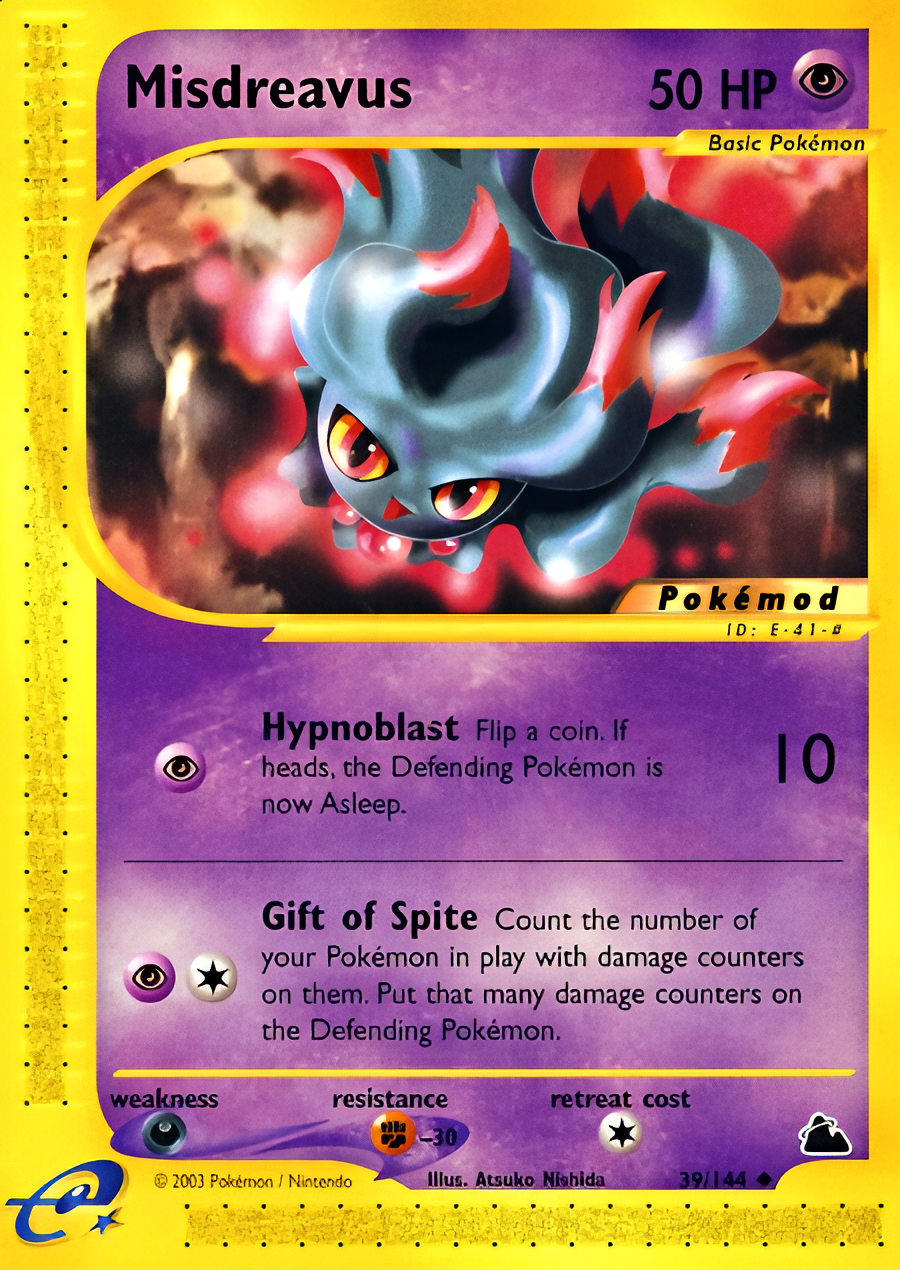 Misdreavus 50 HP
Basic Pokémon
Pokémod
ID: E-41-#
Hypnoblast Flip a coin. If
heads, the Defending Pokémon is
now Asleep.
10
Gift of Spite Count the number of
your Pokémon in play with damage counters
on them. Put that many damage counters on
the Defending Pokémon.
weakness resistance retreat cost
-30
© 2003 Pokémon / Nintendo Illus. Atsuko Nishida 39/144
e